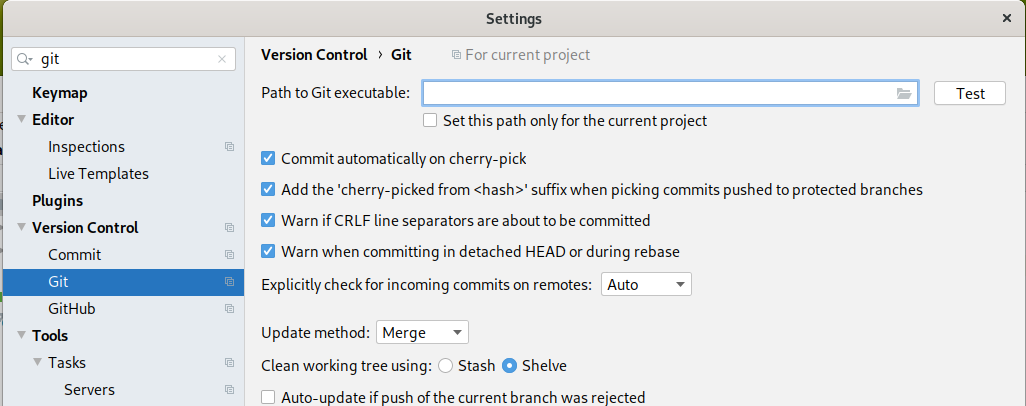 Settings
git
Version Control › Git For current project
Keymap
Path to Git executable: Test
Editor
Set this path only for the current project
Inspections
Commit automatically on cherry-pick
Live Templates
Add the 'cherry-picked from <hash>' suffix when picking commits pushed to protected branches
Plugins
Version Control
Warn if CRLF line separators are about to be committed
Commit
Warn when committing in detached HEAD or during rebase
Git
Explicitly check for incoming commits on remotes: Auto
GitHub
Tools
Update method: Merge
Tasks
Clean working tree using: Stash Shelve
Servers
Auto-update if push of the current branch was rejected